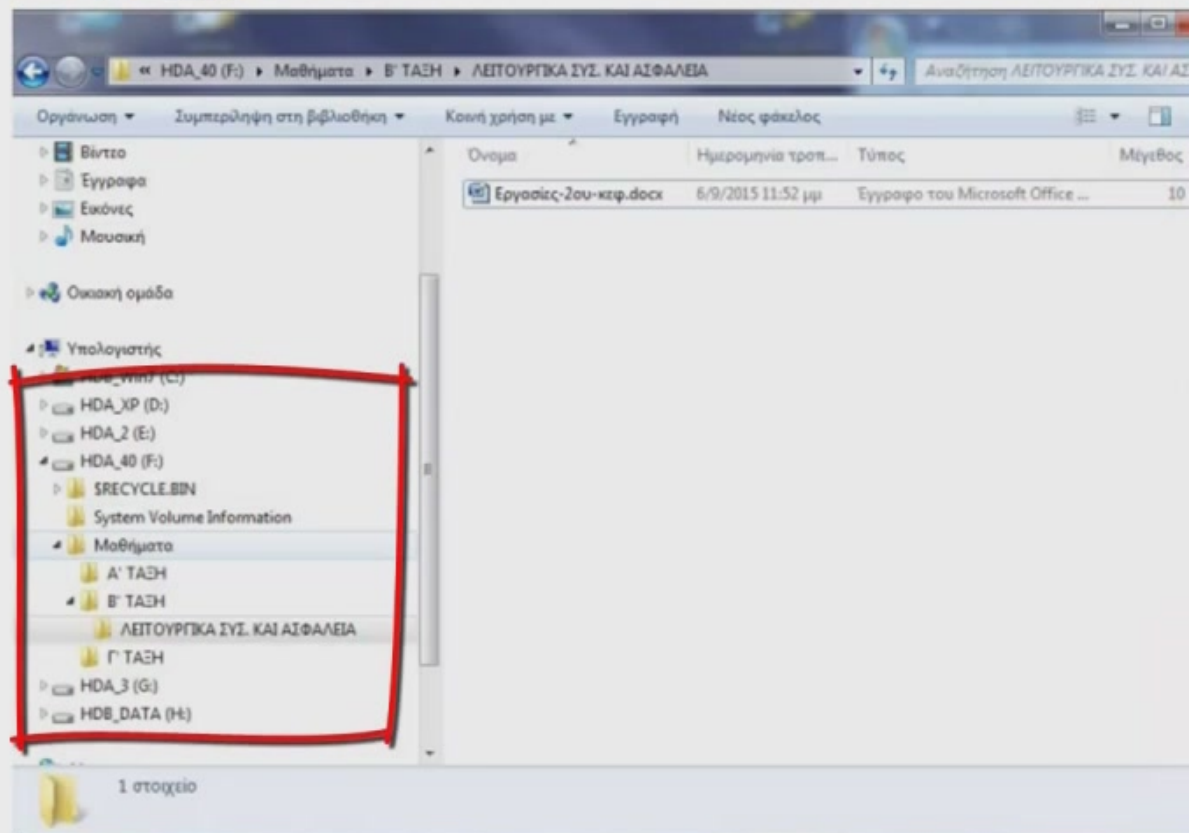 « HDA_40 (F:) ▸ Μαθήματα ▸ Β' ΤΑΞΗ ▸ ΛΕΙΤΟΥΡΓΙΚΑ ΣΥΣ. ΚΑΙ ΑΣΦΑΛΕΙΑ
Αναζήτηση ΛΕΙΤΟΥΡΓΙΚΑ ΣΥΣ. ΚΑΙ ΑΣ
Οργάνωση Συμπερίληψη στη βιβλιοθήκη Κοινή χρήση με Εγγραφή Νέος φάκελος
Βίντεο
Έγγραφα
Εικόνες
Μουσική
Οικιακή ομάδα
Υπολογιστής
HDB_Win7 (C:)
HDA_XP (D:)
HDA_2 (E:)
HDA_40 (F:)
$RECYCLE.BIN
System Volume Information
Μαθήματα
Α' ΤΑΞΗ
Β' ΤΑΞΗ
ΛΕΙΤΟΥΡΓΙΚΑ ΣΥΣ. ΚΑΙ ΑΣΦΑΛΕΙΑ
Γ' ΤΑΞΗ
HDA_3 (G:)
HDB_DATA (H:)
Όνομα Ημερομηνία τροπ... Τύπος Μέγεθος
Εργασίες-2ου-κεφ.docx 6/9/2015 11:52 μμ Έγγραφο του Microsoft Office ... 10
1 στοιχείο